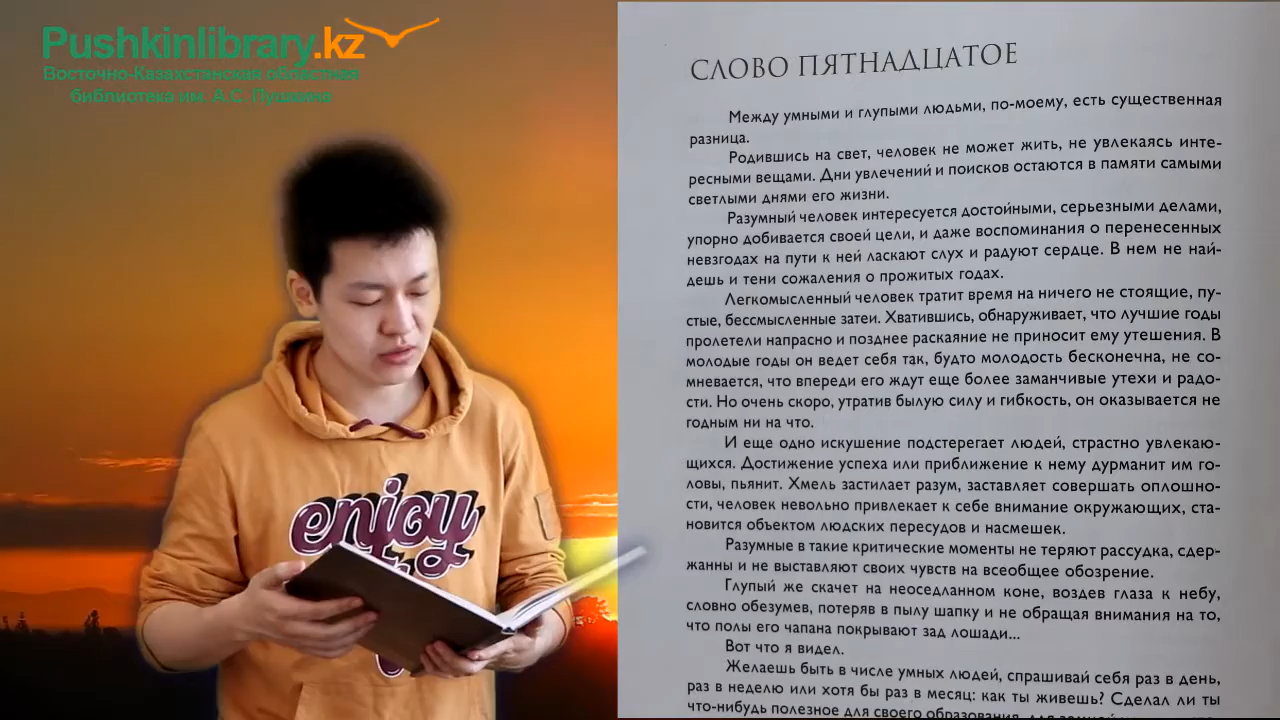 Pushkinlibrary.kz
Восточно-Казахстанская областная
библиотека им. А.С. Пушкина
enjoy
СЛОВО ПЯТНАДЦАТОЕ
Между умными и глупыми людьми, по-моему, есть существенная
разница.
Родившись на свет, человек не может жить, не увлекаясь инте-
ресными вещами. Дни увлечений и поисков остаются в памяти самыми
светлыми днями его жизни.
Разумный человек интересуется достойными, серьезными делами,
упорно добивается своей цели, и даже воспоминания о перенесенных
невзгодах на пути к ней ласкают слух и радуют сердце. В нем не най-
дешь и тени сожаления о прожитых годах.
Легкомысленный человек тратит время на ничего не стоящие, пу-
стые, бессмысленные затеи. Хватившись, обнаруживает, что лучшие годы
пролетели напрасно и позднее раскаяние не приносит ему утешения. В
молодые годы он ведет себя так, будто молодость бесконечна, не со-
мневается, что впереди его ждут еще более заманчивые утехи и радо-
сти. Но очень скоро, утратив былую силу и гибкость, он оказывается не
годным ни на что.
И еще одно искушение подстерегает людей, страстно увлекаю-
щихся. Достижение успеха или приближение к нему дурманит им го-
ловы, пьянит. Хмель застилает разум, заставляет совершать оплошно-
сти, человек невольно привлекает к себе внимание окружающих, ста-
новится объектом людских пересудов и насмешек.
Разумные в такие критические моменты не теряют рассудка, сдер-
жанны и не выставляют своих чувств на всеобщее обозрение.
Глупый же скачет на неоседланном коне, воздев глаза к небу,
словно обезумев, потеряв в пылу шапку и не обращая внимания на то,
что полы его чапана покрывают зад лошади...
Вот что я видел.
Желаешь быть в числе умных людей, спрашивай себя раз в день,
раз в неделю или хотя бы раз в месяц: как ты живешь? Сделал ли ты
что-нибудь полезное для своего образования, для